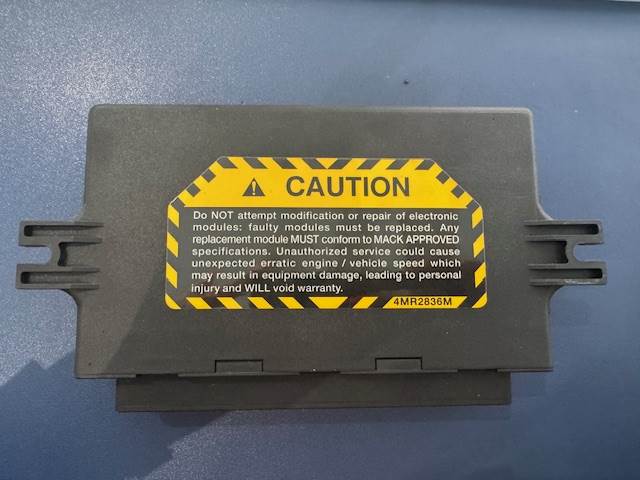 CAUTION
Do NOT attempt modification or repair of electronic
modules: faulty modules must be replaced. Any
replacement module MUST conform to MACK APPROVED
specifications. Unauthorized service could cause
unexpected erratic engine / vehicle speed which
may result in equipment damage, leading to personal
injury and WILL void warranty.
4MR2836M